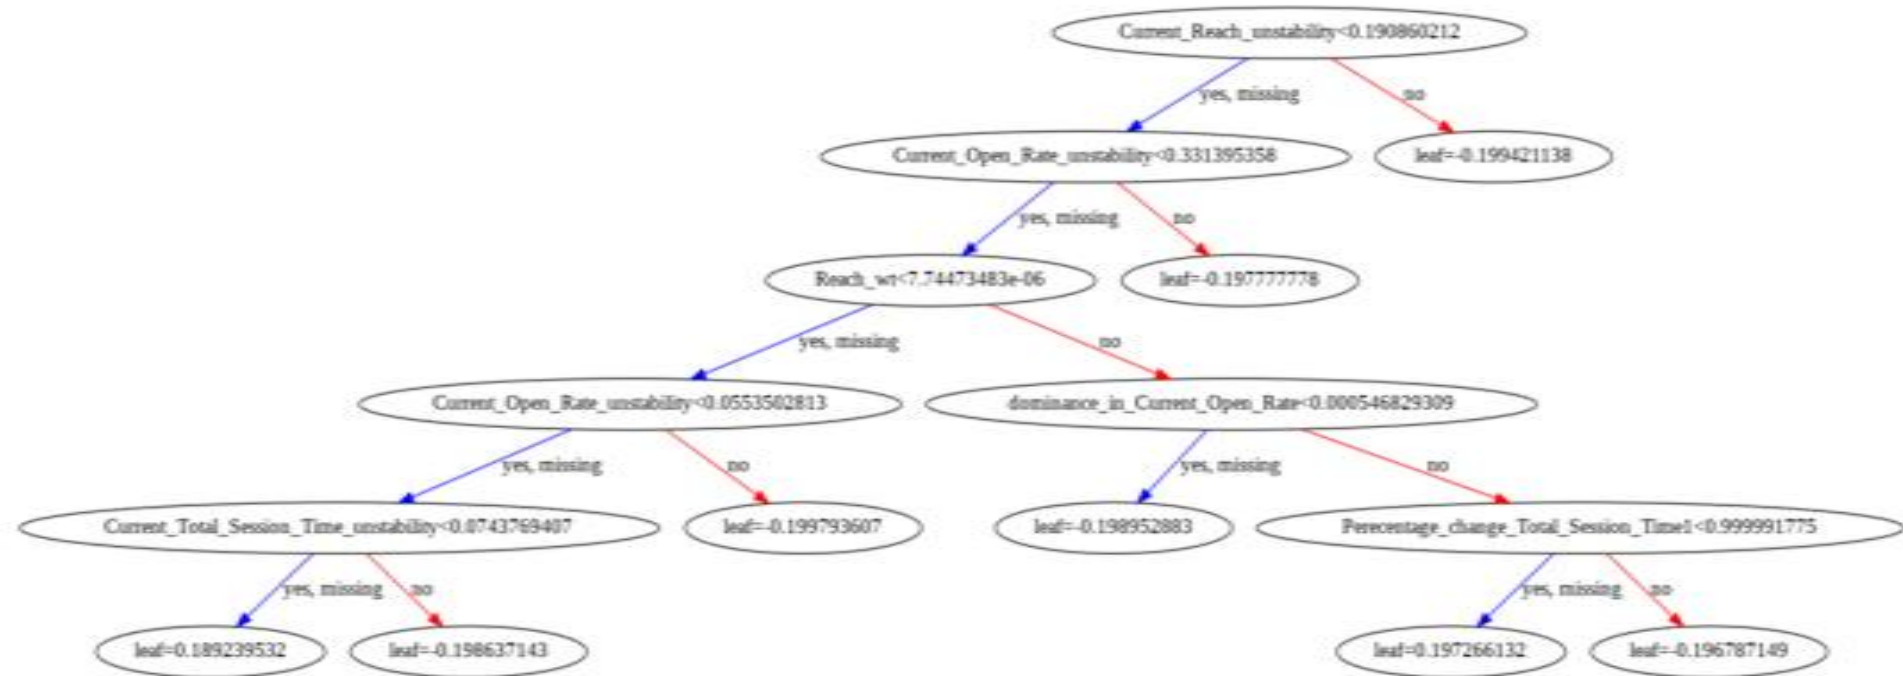 Current_Reach_unstability<0.190860212
yes, missing
no
Current_Open_Rate_unstability<0.331395358
leaf=-0.199421138
yes, missing
no
Reach_wt<7.74473483e-06
leaf=-0.197777778
yes, missing
no
Current_Open_Rate_unstability<0.0553502813
dominance_in_Current_Open_Rate<0.000546829309
yes, missing
no
yes, missing
no
Current_Total_Session_Time_unstability<0.0743769407
leaf=-0.199793607
leaf=-0.198952883
Perecentage_change_Total_Session_Time1<0.999991775
yes, missing
no
yes, missing
no
leaf=0.189239532
leaf=-0.198637143
leaf=0.197266132
leaf=-0.196787149